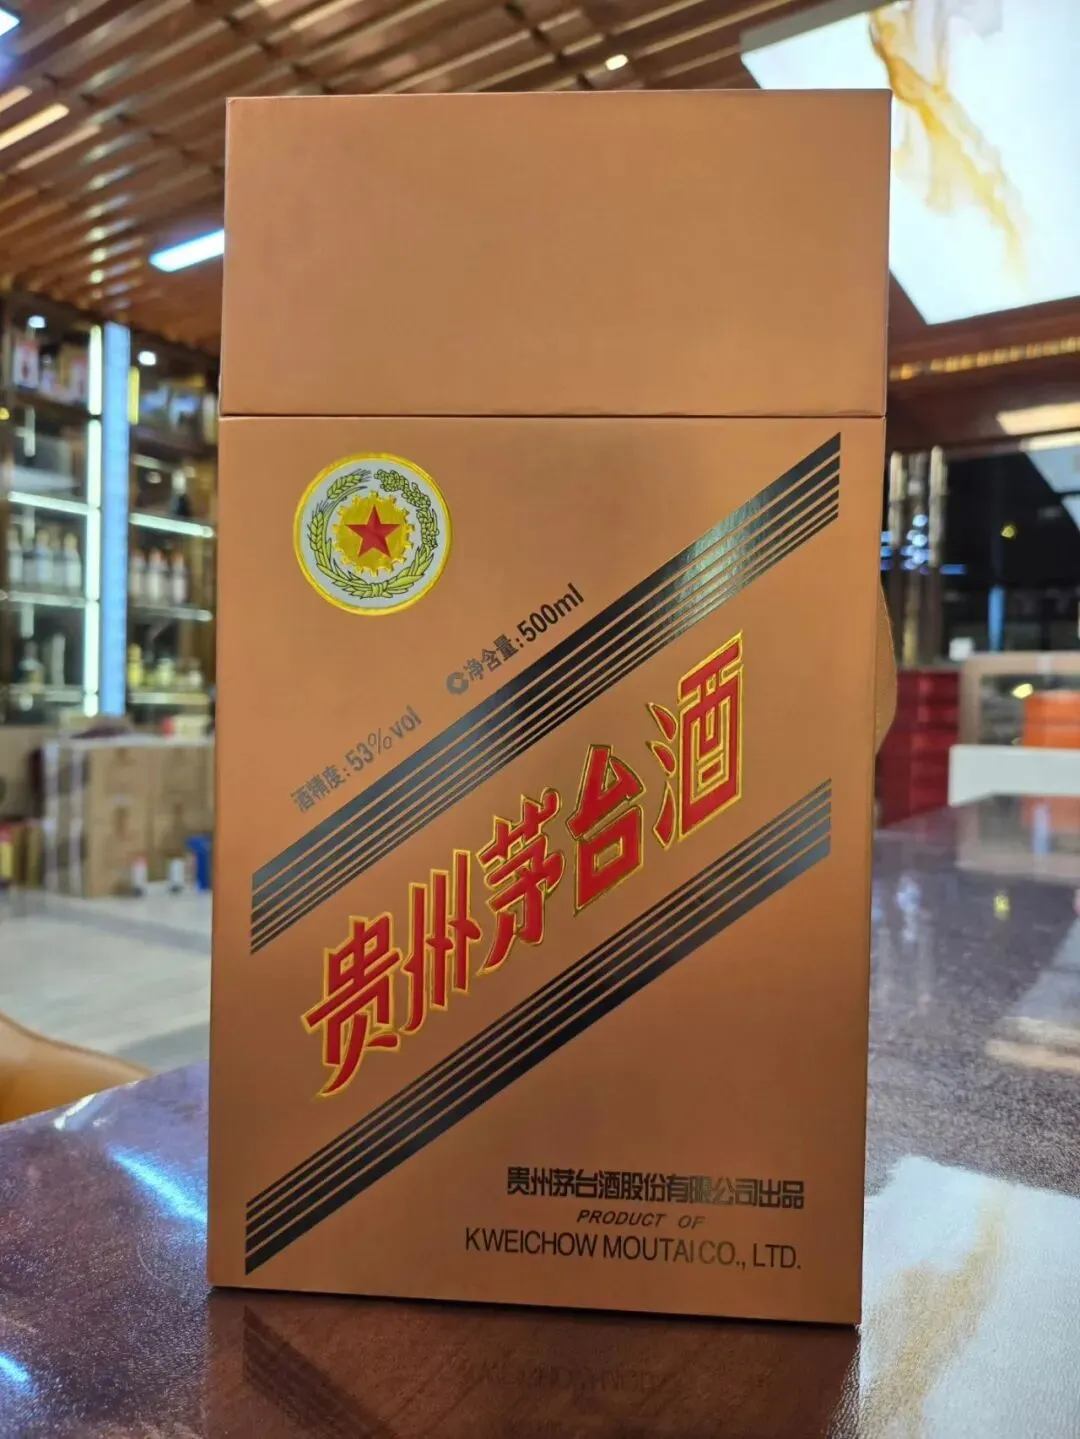 酒精度:53%vol
C净含量:500ml
贵州茅台酒
贵州茅台酒股份有限公司出品
PRODUCT OF
KWEICHOW MOUTAI CO., LTD.